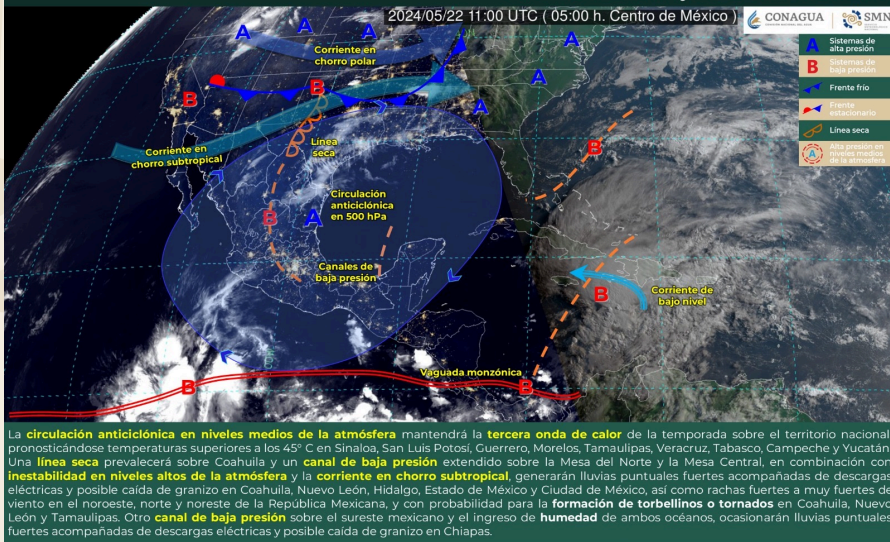 2024/05/22 11:00 UTC ( 05:00 h. Centro de México )
CONAGUA
COMISIÓN NACIONAL DEL AGUA
SMN
A
A
A
A
A
A
A
A
B
B
B
B
B
B
B
Corriente en
chorro polar
Corriente en
chorro subtropical
Línea
seca
Circulación
anticiclónica
en 500 hPa
Canales de
baja presión
Corriente de
bajo nivel
Vaguada monzónica
A Sistemas de
alta presión
B Sistemas de
baja presión
Frente frío
Frente
estacionario
Línea seca
A Alta presión en
niveles medios
de la atmosfera
La circulación anticiclónica en niveles medios de la atmósfera mantendrá la tercera onda de calor de la temporada sobre el territorio nacional,
pronosticándose temperaturas superiores a los 45° C en Sinaloa, San Luis Potosí, Guerrero, Morelos, Tamaulipas, Veracruz, Tabasco, Campeche y Yucatán.
Una línea seca prevalecerá sobre Coahuila y un canal de baja presión extendido sobre la Mesa del Norte y la Mesa Central, en combinación con
inestabilidad en niveles altos de la atmósfera y la corriente en chorro subtropical, generarán lluvias puntuales fuertes acompañadas de descargas
eléctricas y posible caída de granizo en Coahuila, Nuevo León, Hidalgo, Estado de México y Ciudad de México, así como rachas fuertes a muy fuertes de
viento en el noroeste, norte y noreste de la República Mexicana, y con probabilidad para la formación de torbellinos o tornados en Coahuila, Nuevo
León y Tamaulipas. Otro canal de baja presión sobre el sureste mexicano y el ingreso de humedad de ambos océanos, ocasionarán lluvias puntuales
fuertes acompañadas de descargas eléctricas y posible caída de granizo en Chiapas.